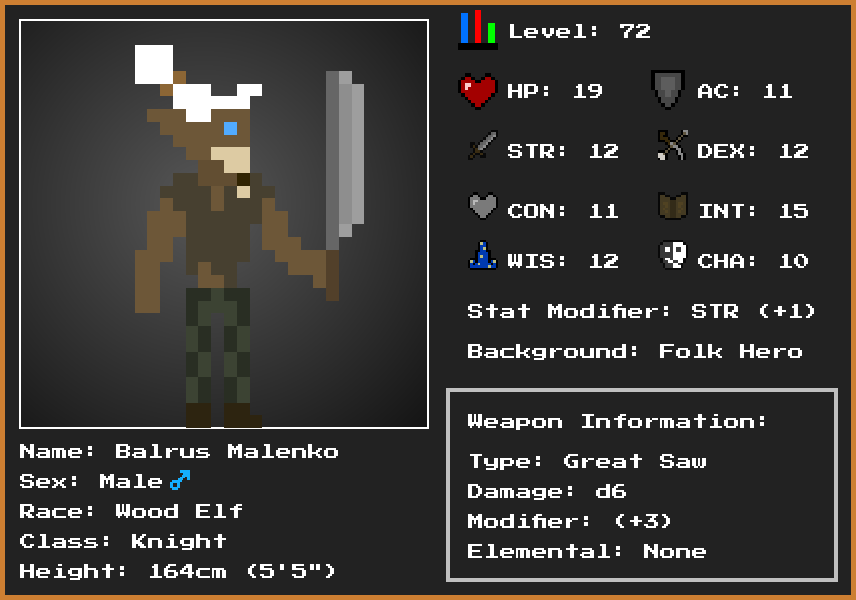 Level: 72
HP: 19
AC: 11
STR: 12
DEX: 12
CON: 11
INT: 15
WIS: 12
CHA: 10
Stat Modifier: STR (+1)
Background: Folk Hero
Weapon Information:
Type: Great Saw
Damage: d6
Modifier: (+3)
Elemental: None
Name: Balrus Malenko
Sex: Male♂
Race: Wood Elf
Class: Knight
Height: 164cm (5'5")